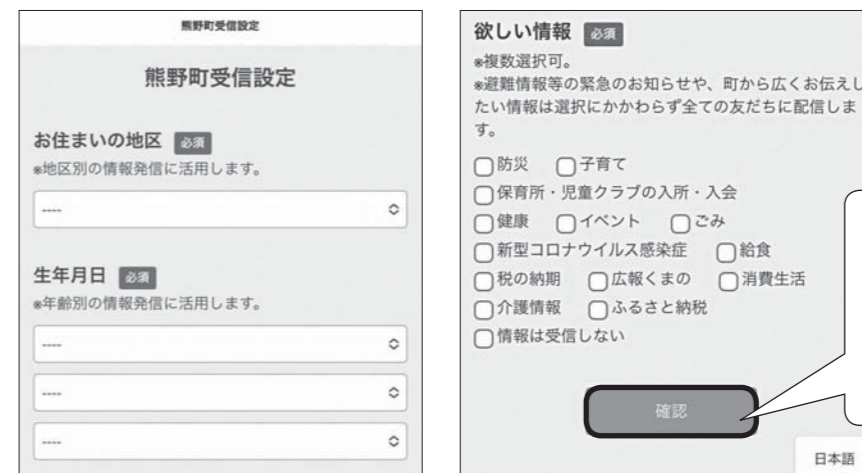 熊野町受信設定
熊野町受信設定
お住まいの地区 必須
※地区別の情報発信に活用します。
----
生年月日 必須
※年齢別の情報発信に活用します。
----
----
----
欲しい情報 必須
※複数選択可。
※避難情報等の緊急のお知らせや、町から広くお伝えし
たい情報は選択にかかわらず全ての友だちに配信しま
す。
防災 子育て
保育所・児童クラブの入所・入会
健康 イベント ごみ
新型コロナウイルス感染症 給食
税の納期 広報くまの 消費生活
介護情報 ふるさと納税
情報は受信しない
確認
日本語